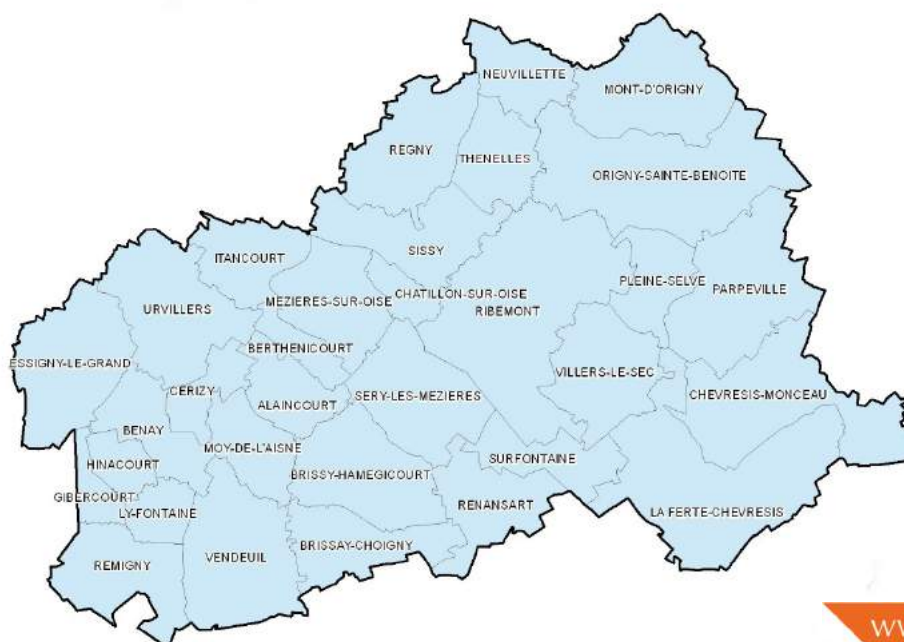 NEUVILLETTE
MONT-D'ORIGNY
REGNY
THENELLES
ORIGNY-SAINTE-BENOITE
SISSY
ITANCOURT
PLEINE-SELVE
PARPEVILLE
MEZIERES-SUR-OISE
CHATILLON-SUR-OISE
URVILLERS
RIBEMONT
BERTHENICOURT
ESSIGNY-LE-GRAND
VILLERS-LE-SEC
CERIZY
CHEVRESIS-MONCEAU
ALAINCOURT
SERY-LES-MEZIERES
BENAY
MOY-DE-L'AISNE
SURFONTAINE
HINACOURT
BRISSY-HAMEGICOURT
GIBERCOURT
RENANSART
LY-FONTAINE
LA FERTE-CHEVRESIS
BRISSAY-CHOIGNY
VENDEUIL
REMIGNY